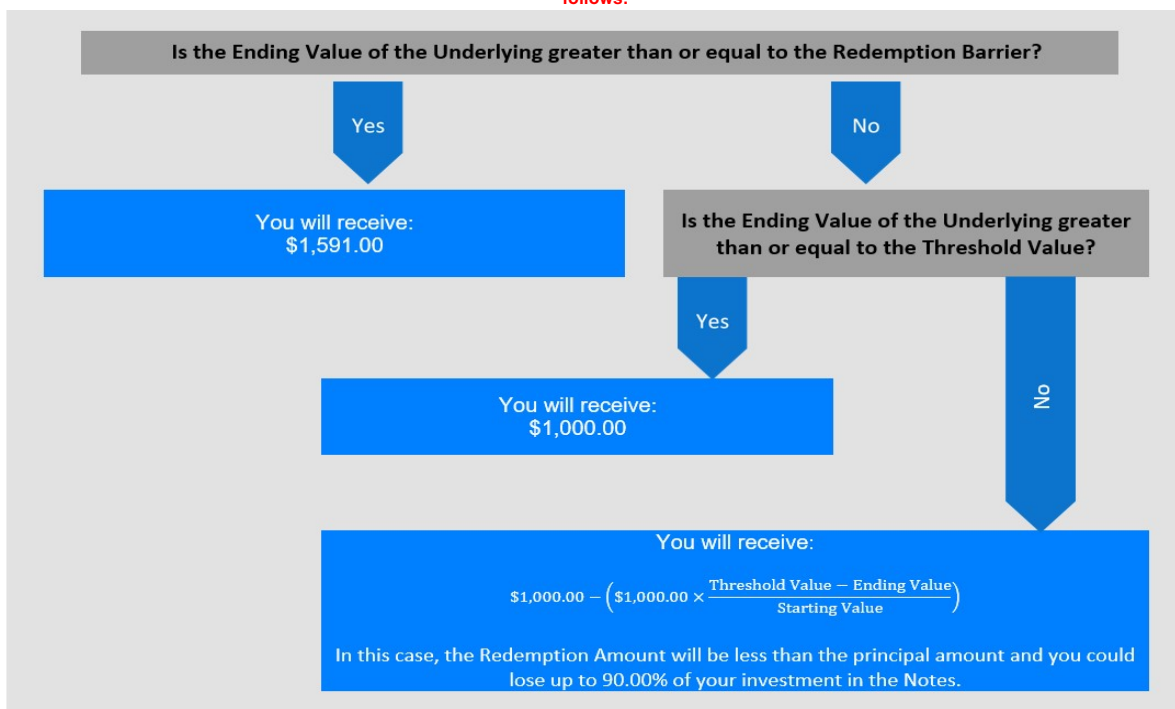 follows:
Is the Ending Value of the Underlying greater than or equal to the Redemption Barrier?
Yes
No
You will receive:
$1,591.00
Is the Ending Value of the Underlying greater
than or equal to the Threshold Value?
Yes
No
You will receive:
$1,000.00
You will receive:
$1,000.00 − ($1,000.00 × (Threshold Value − Ending Value) / Starting Value)
In this case, the Redemption Amount will be less than the principal amount and you could
lose up to 90.00% of your investment in the Notes.